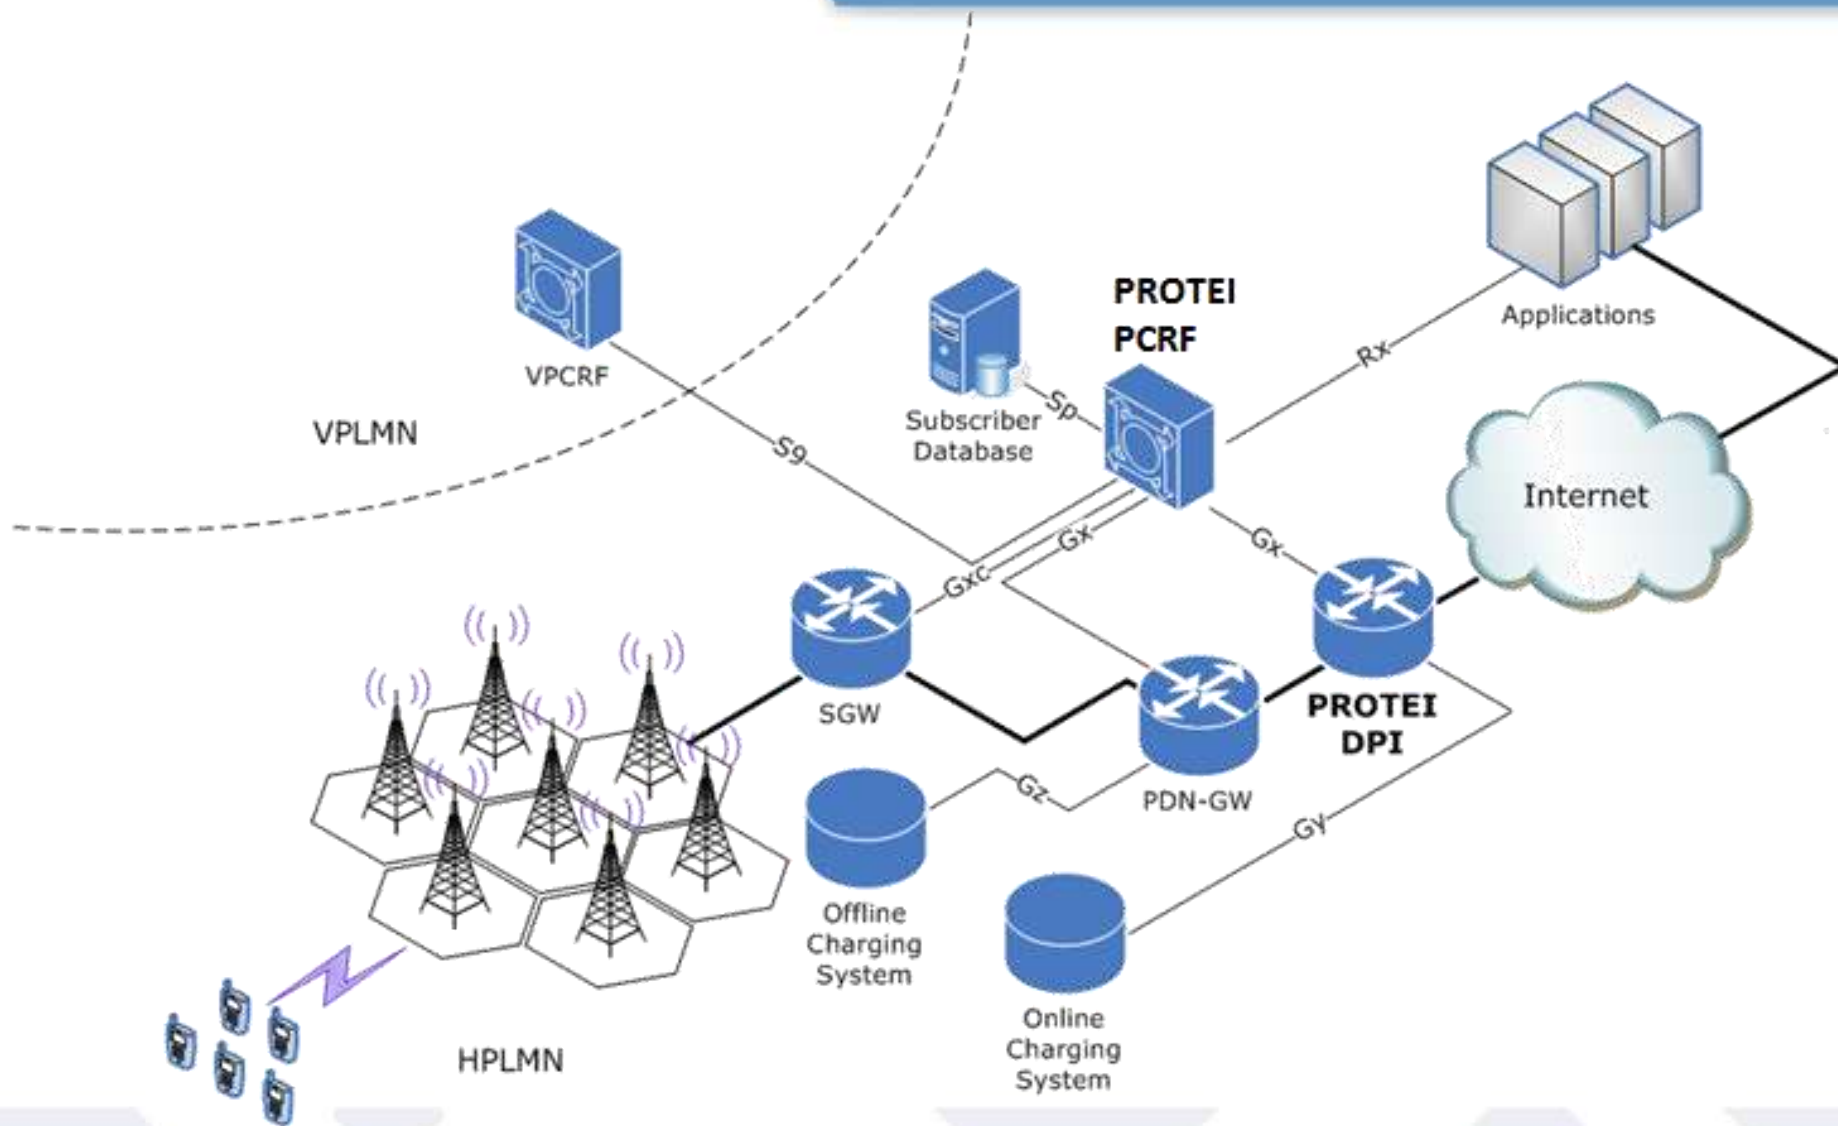 PROTEI
PCRF
Applications
VPCRF
Rx
Sp
Subscriber
Database
VPLMN
S9
Internet
Gx
Gx
Gxc
SGW
PROTEI
DPI
Gz
PDN-GW
Gy
Offline
Charging
System
Online
Charging
System
HPLMN